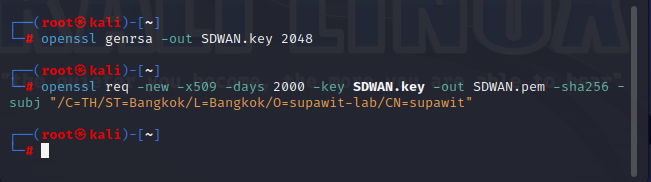 ┌──(root㉿kali)-[~]
└─# openssl genrsa -out SDWAN.key 2048
┌──(root㉿kali)-[~]
└─# openssl req -new -x509 -days 2000 -key SDWAN.key -out SDWAN.pem -sha256 -
subj "/C=TH/ST=Bangkok/L=Bangkok/O=supawit-lab/CN=supawit"
┌──(root㉿kali)-[~]
└─#